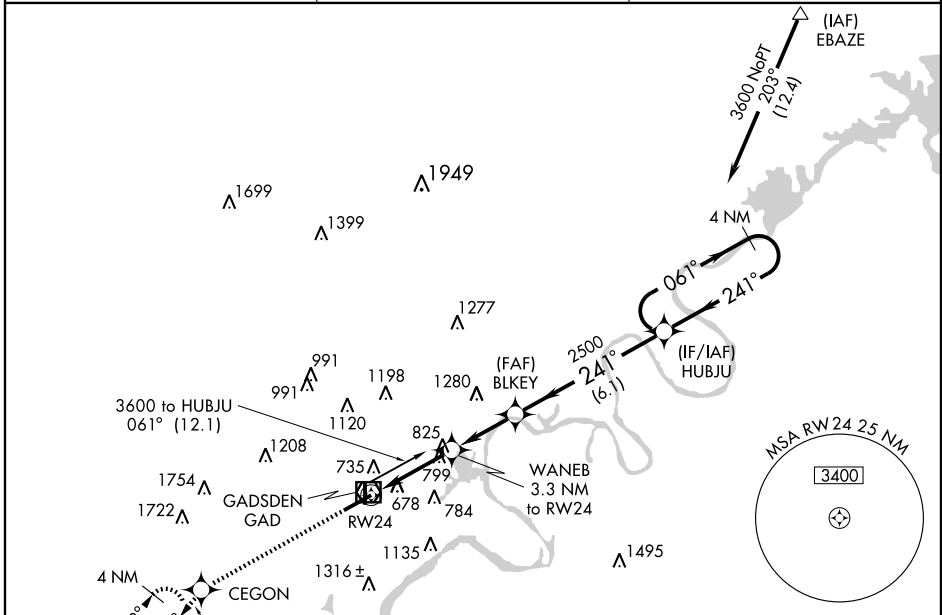 (IAF)
EBAZE
3600 NoPT
203°
(12.4)
1949
1699
1399
4 NM
061°
241°
1277
(IF/IAF)
HUBJU
2500
241°
(6.1)
(FAF)
BLKEY
991
991
1198
1280
1120
3600 to HUBJU
061° (12.1)
825
1208
735
799
WANEB
3.3 NM
to RW24
1754
GADSDEN
GAD
678
784
1722
RW24
1135
1495
1316 ±
4 NM
CEGON
MSA RW 24 25 NM
3400